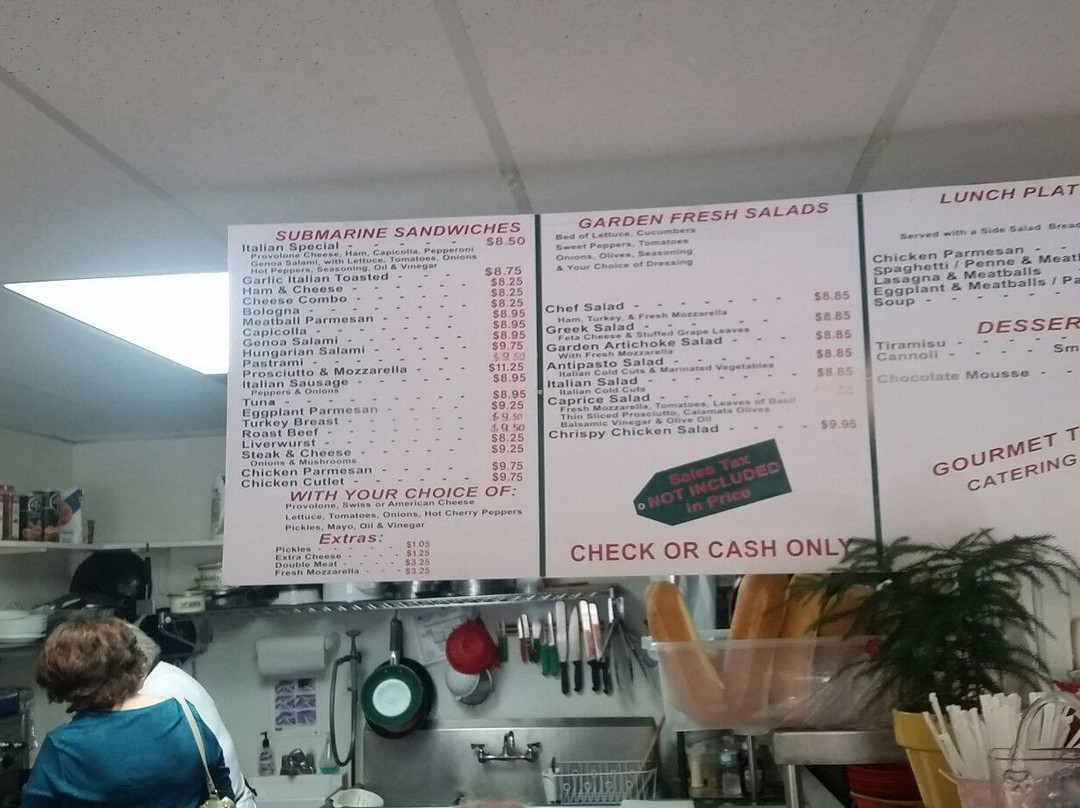 SUBMARINE SANDWICHES
Italian Special - - - - - $8.50
Provolone Cheese, Ham, Capicolla, Pepperoni
Genoa Salami, with Lettuce, Tomatoes, Onions
Hot Peppers, Seasoning, Oil & Vinegar
Garlic Italian Toasted - - - $8.75
Ham & Cheese - - - - - $8.25
Cheese Combo - - - - - $8.25
Bologna - - - - - - $8.25
Meatball Parmesan - - - - $8.95
Capicolla - - - - - - $8.95
Genoa Salami - - - - - $8.95
Hungarian Salami - - - - $9.75
Pastrami - - - - - - $9.50
Prosciutto & Mozzarella - - - $11.25
Italian Sausage - - - - - $8.95
Peppers & Onions
Tuna - - - - - - - $8.95
Eggplant Parmesan - - - - $9.25
Turkey Breast - - - - - $9.50
Roast Beef - - - - - - $9.50
Liverwurst - - - - - - $8.25
Steak & Cheese - - - - - $9.25
Onions & Mushrooms
Chicken Parmesan - - - - $9.75
Chicken Cutlet - - - - - $9.75
WITH YOUR CHOICE OF:
Provolone, Swiss or American Cheese
Lettuce, Tomatoes, Onions, Hot Cherry Peppers
Pickles, Mayo, Oil & Vinegar
Extras:
Pickles - - - - - $1.05
Extra Cheese - - - - $1.25
Double Meat - - - - $3.25
Fresh Mozzarella - - - $3.25
GARDEN FRESH SALADS
Bed of Lettuce, Cucumbers
Sweet Peppers, Tomatoes
Onions, Olives, Seasoning
& Your Choice of Dressing
Chef Salad - - - - - - $8.85
Ham, Turkey, & Fresh Mozzarella
Greek Salad - - - - - - $8.85
Feta Cheese & Stuffed Grape Leaves
Garden Artichoke Salad - - - - $8.85
With Fresh Mozzarella
Antipasto Salad - - - - - $8.85
Italian Cold Cuts & Marinated Vegetables
Italian Salad - - - - - - $8.85
Italian Cold Cuts
Caprice Salad - - - - - -
Fresh Mozzarella, Tomatoes, Leaves of Basil
Thin Sliced Prosciutto, Calamata Olives
Balsamic Vinegar & Olive Oil
Chrispy Chicken Salad - - - - $9.95
Sales Tax
NOT INCLUDED
in Price
CHECK OR CASH ONLY
LUNCH PLAT
Served with a Side Salad Bread
Chicken Parmesan - -
Spaghetti / Penne & Meatb
Lasagna & Meatballs
Eggplant & Meatballs / Pa
Soup - - - - -
DESSER
Tiramisu - - - - -
Cannoli - - - - - Sm
Chocolate Mousse - -
GOURMET T
CATERING